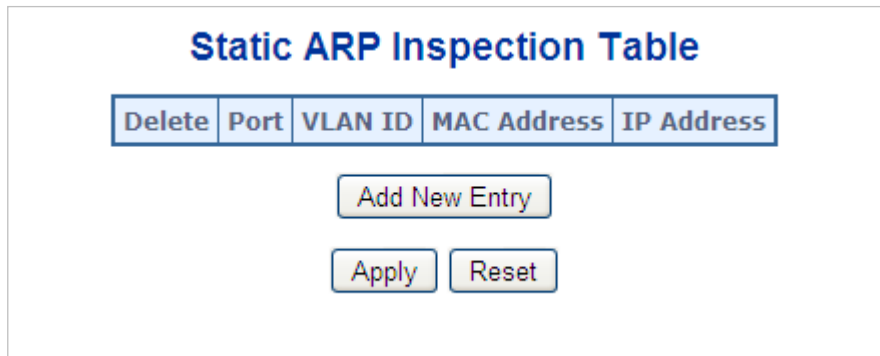 Static ARP Inspection Table
Delete Port VLAN ID MAC Address IP Address
Add New Entry
Apply Reset